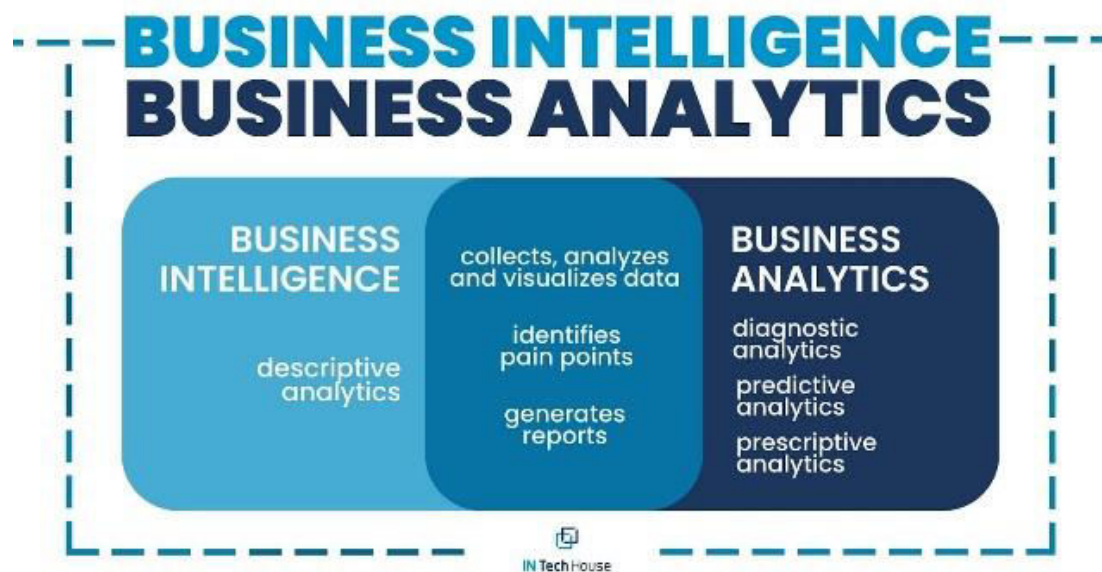 BUSINESS INTELLIGENCE
BUSINESS ANALYTICS
BUSINESS
INTELLIGENCE
descriptive
analytics
collects, analyzes
and visualizes data
identifies
pain points
generates
reports
BUSINESS
ANALYTICS
diagnostic
analytics
predictive
analytics
prescriptive
analytics
IN Tech House